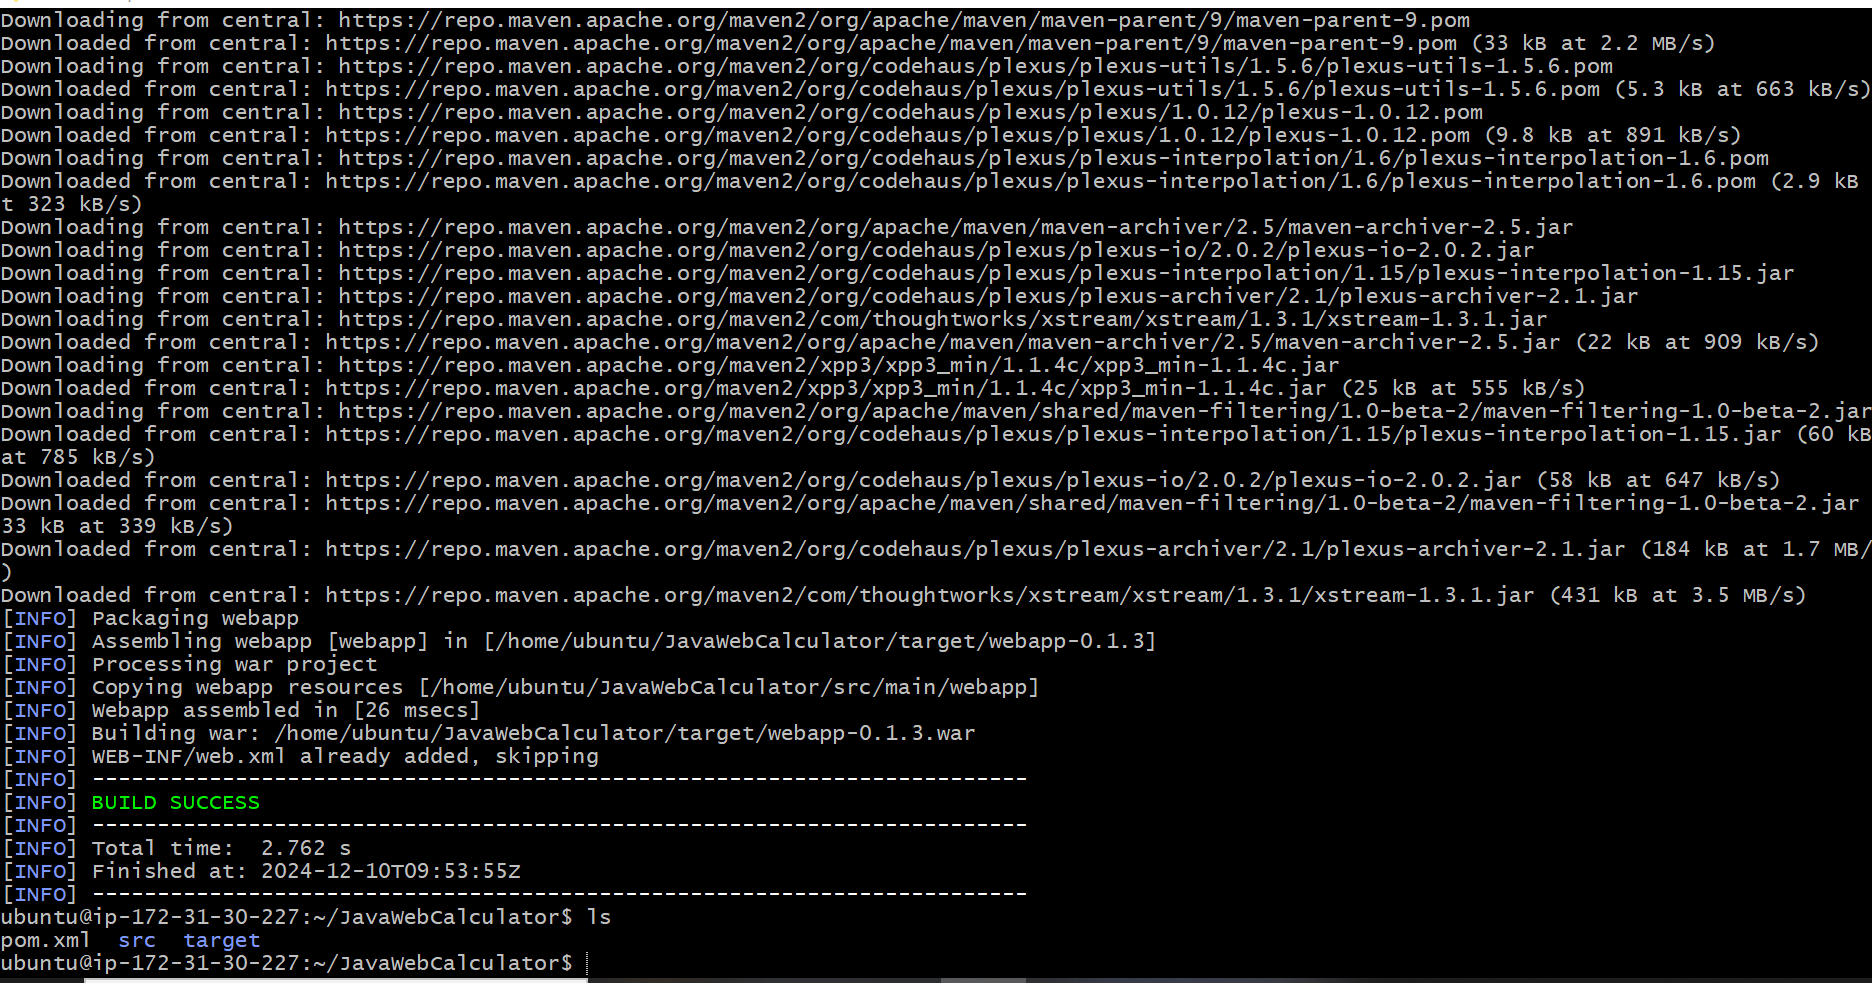 Downloading from central: https://repo.maven.apache.org/maven2/org/apache/maven/maven-parent/9/maven-parent-9.pom
Downloaded from central: https://repo.maven.apache.org/maven2/org/apache/maven/maven-parent/9/maven-parent-9.pom (33 kB at 2.2 MB/s)
Downloading from central: https://repo.maven.apache.org/maven2/org/codehaus/plexus/plexus-utils/1.5.6/plexus-utils-1.5.6.pom
Downloaded from central: https://repo.maven.apache.org/maven2/org/codehaus/plexus/plexus-utils/1.5.6/plexus-utils-1.5.6.pom (5.3 kB at 663 kB/s)
Downloading from central: https://repo.maven.apache.org/maven2/org/codehaus/plexus/plexus/1.0.12/plexus-1.0.12.pom
Downloaded from central: https://repo.maven.apache.org/maven2/org/codehaus/plexus/plexus/1.0.12/plexus-1.0.12.pom (9.8 kB at 891 kB/s)
Downloading from central: https://repo.maven.apache.org/maven2/org/codehaus/plexus/plexus-interpolation/1.6/plexus-interpolation-1.6.pom
Downloaded from central: https://repo.maven.apache.org/maven2/org/codehaus/plexus/plexus-interpolation/1.6/plexus-interpolation-1.6.pom (2.9 kB
t 323 kB/s)
Downloading from central: https://repo.maven.apache.org/maven2/org/apache/maven/maven-archiver/2.5/maven-archiver-2.5.jar
Downloading from central: https://repo.maven.apache.org/maven2/org/codehaus/plexus/plexus-io/2.0.2/plexus-io-2.0.2.jar
Downloading from central: https://repo.maven.apache.org/maven2/org/codehaus/plexus/plexus-interpolation/1.15/plexus-interpolation-1.15.jar
Downloading from central: https://repo.maven.apache.org/maven2/org/codehaus/plexus/plexus-archiver/2.1/plexus-archiver-2.1.jar
Downloading from central: https://repo.maven.apache.org/maven2/com/thoughtworks/xstream/xstream/1.3.1/xstream-1.3.1.jar
Downloaded from central: https://repo.maven.apache.org/maven2/org/apache/maven/maven-archiver/2.5/maven-archiver-2.5.jar (22 kB at 909 kB/s)
Downloading from central: https://repo.maven.apache.org/maven2/xpp3/xpp3_min/1.1.4c/xpp3_min-1.1.4c.jar
Downloaded from central: https://repo.maven.apache.org/maven2/xpp3/xpp3_min/1.1.4c/xpp3_min-1.1.4c.jar (25 kB at 555 kB/s)
Downloading from central: https://repo.maven.apache.org/maven2/org/apache/maven/shared/maven-filtering/1.0-beta-2/maven-filtering-1.0-beta-2.jar
Downloaded from central: https://repo.maven.apache.org/maven2/org/codehaus/plexus/plexus-interpolation/1.15/plexus-interpolation-1.15.jar (60 kB
at 785 kB/s)
Downloaded from central: https://repo.maven.apache.org/maven2/org/codehaus/plexus/plexus-io/2.0.2/plexus-io-2.0.2.jar (58 kB at 647 kB/s)
Downloaded from central: https://repo.maven.apache.org/maven2/org/apache/maven/shared/maven-filtering/1.0-beta-2/maven-filtering-1.0-beta-2.jar
33 kB at 339 kB/s)
Downloaded from central: https://repo.maven.apache.org/maven2/org/codehaus/plexus/plexus-archiver/2.1/plexus-archiver-2.1.jar (184 kB at 1.7 MB/
)
Downloaded from central: https://repo.maven.apache.org/maven2/com/thoughtworks/xstream/xstream/1.3.1/xstream-1.3.1.jar (431 kB at 3.5 MB/s)
[INFO] Packaging webapp
[INFO] Assembling webapp [webapp] in [/home/ubuntu/JavaWebCalculator/target/webapp-0.1.3]
[INFO] Processing war project
[INFO] Copying webapp resources [/home/ubuntu/JavaWebCalculator/src/main/webapp]
[INFO] Webapp assembled in [26 msecs]
[INFO] Building war: /home/ubuntu/JavaWebCalculator/target/webapp-0.1.3.war
[INFO] WEB-INF/web.xml already added, skipping
[INFO] ------------------------------------------------------------------------
[INFO] BUILD SUCCESS
[INFO] ------------------------------------------------------------------------
[INFO] Total time:  2.762 s
[INFO] Finished at: 2024-12-10T09:53:55Z
[INFO] ------------------------------------------------------------------------
ubuntu@ip-172-31-30-227:~/JavaWebCalculator$ ls
pom.xml  src  target
ubuntu@ip-172-31-30-227:~/JavaWebCalculator$